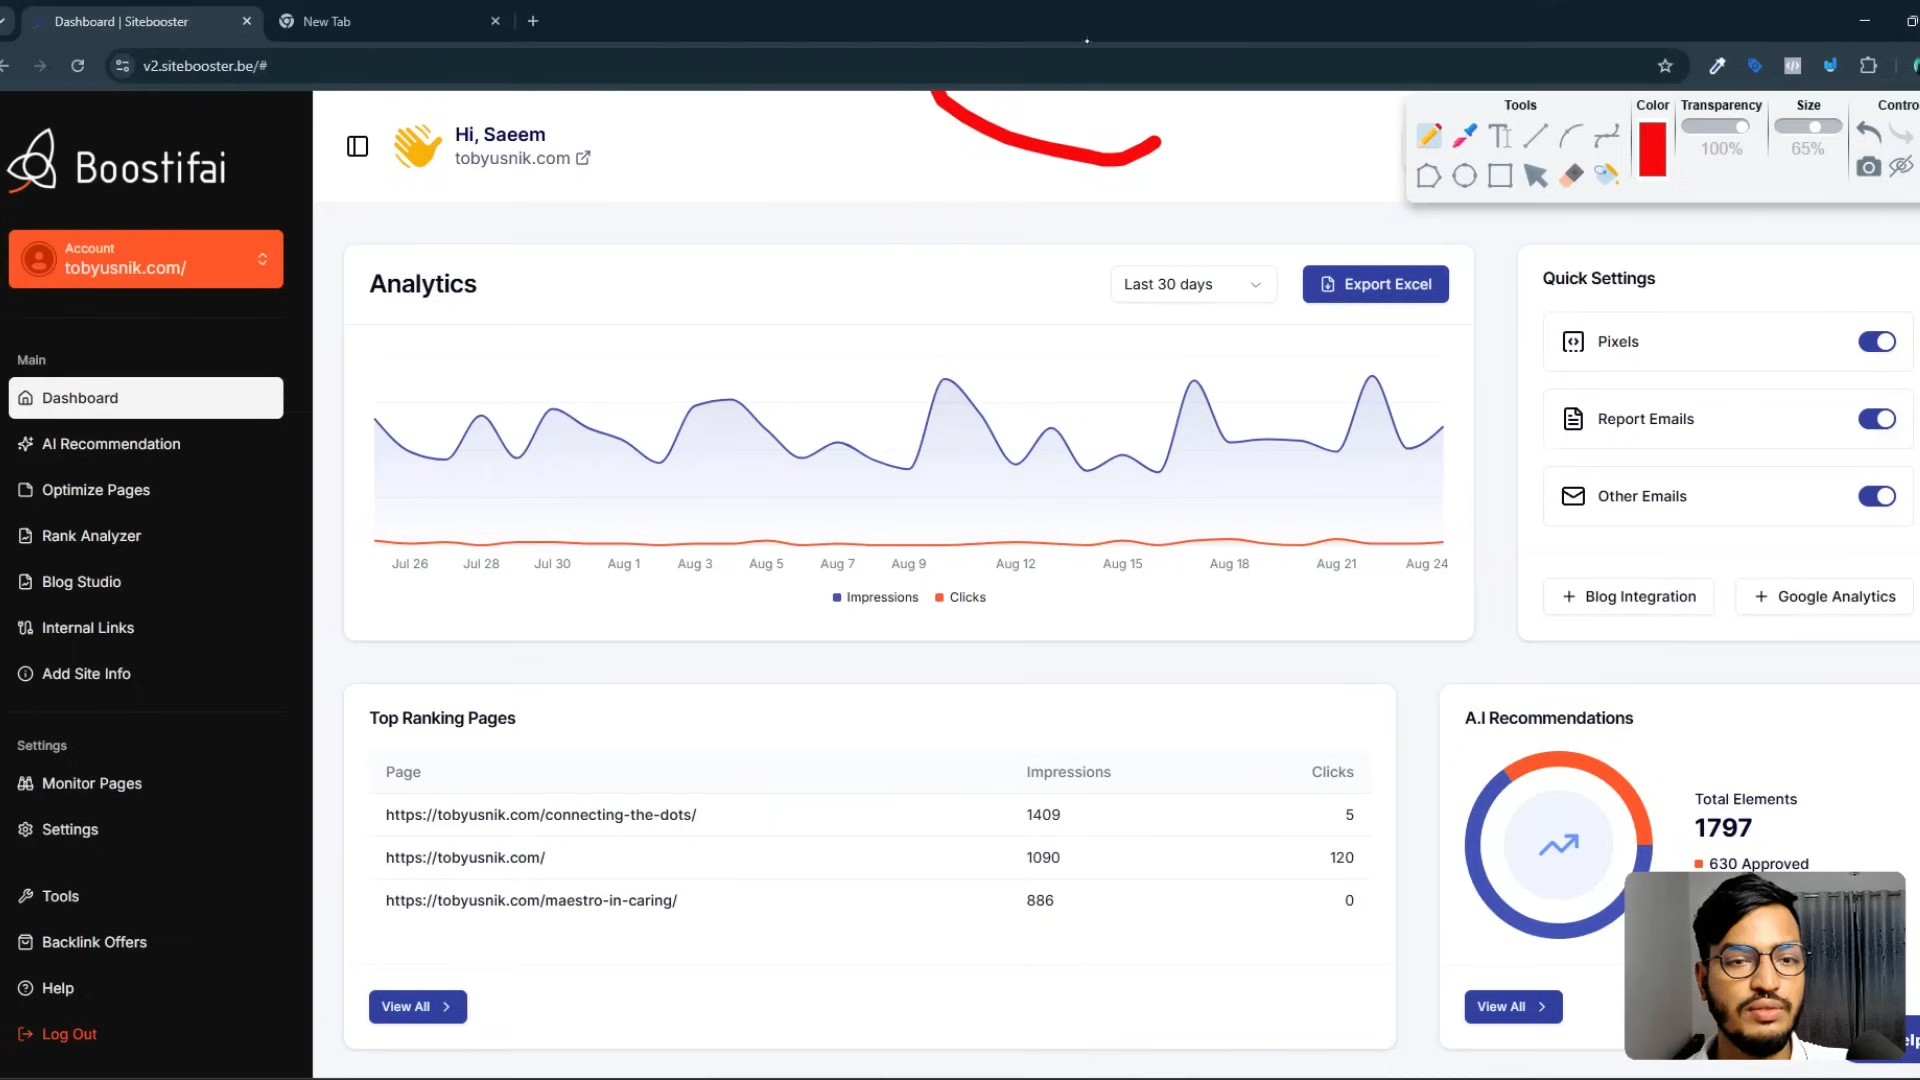 Dashboard | Sitebooster
New Tab
v2.sitebooster.be/#
Boostifai
Account
tobyusnik.com/
Main
Dashboard
AI Recommendation
Optimize Pages
Rank Analyzer
Blog Studio
Internal Links
Add Site Info
Settings
Monitor Pages
Settings
Tools
Backlink Offers
Help
Log Out
Hi, Saeem
tobyusnik.com
Tools
Color
Transparency
Size
Contro
100%
65%
Analytics
Last 30 days
Export Excel
Jul 26 Jul 28 Jul 30 Aug 1 Aug 3 Aug 5 Aug 7 Aug 9 Aug 12 Aug 15 Aug 18 Aug 21 Aug 24
Impressions Clicks
Quick Settings
Pixels
Report Emails
Other Emails
+ Blog Integration
+ Google Analytics
Top Ranking Pages
Page Impressions Clicks
https://tobyusnik.com/connecting-the-dots/ 1409 5
https://tobyusnik.com/ 1090 120
https://tobyusnik.com/maestro-in-caring/ 886 0
View All >
A.I Recommendations
Total Elements
1797
630 Approved
View All >